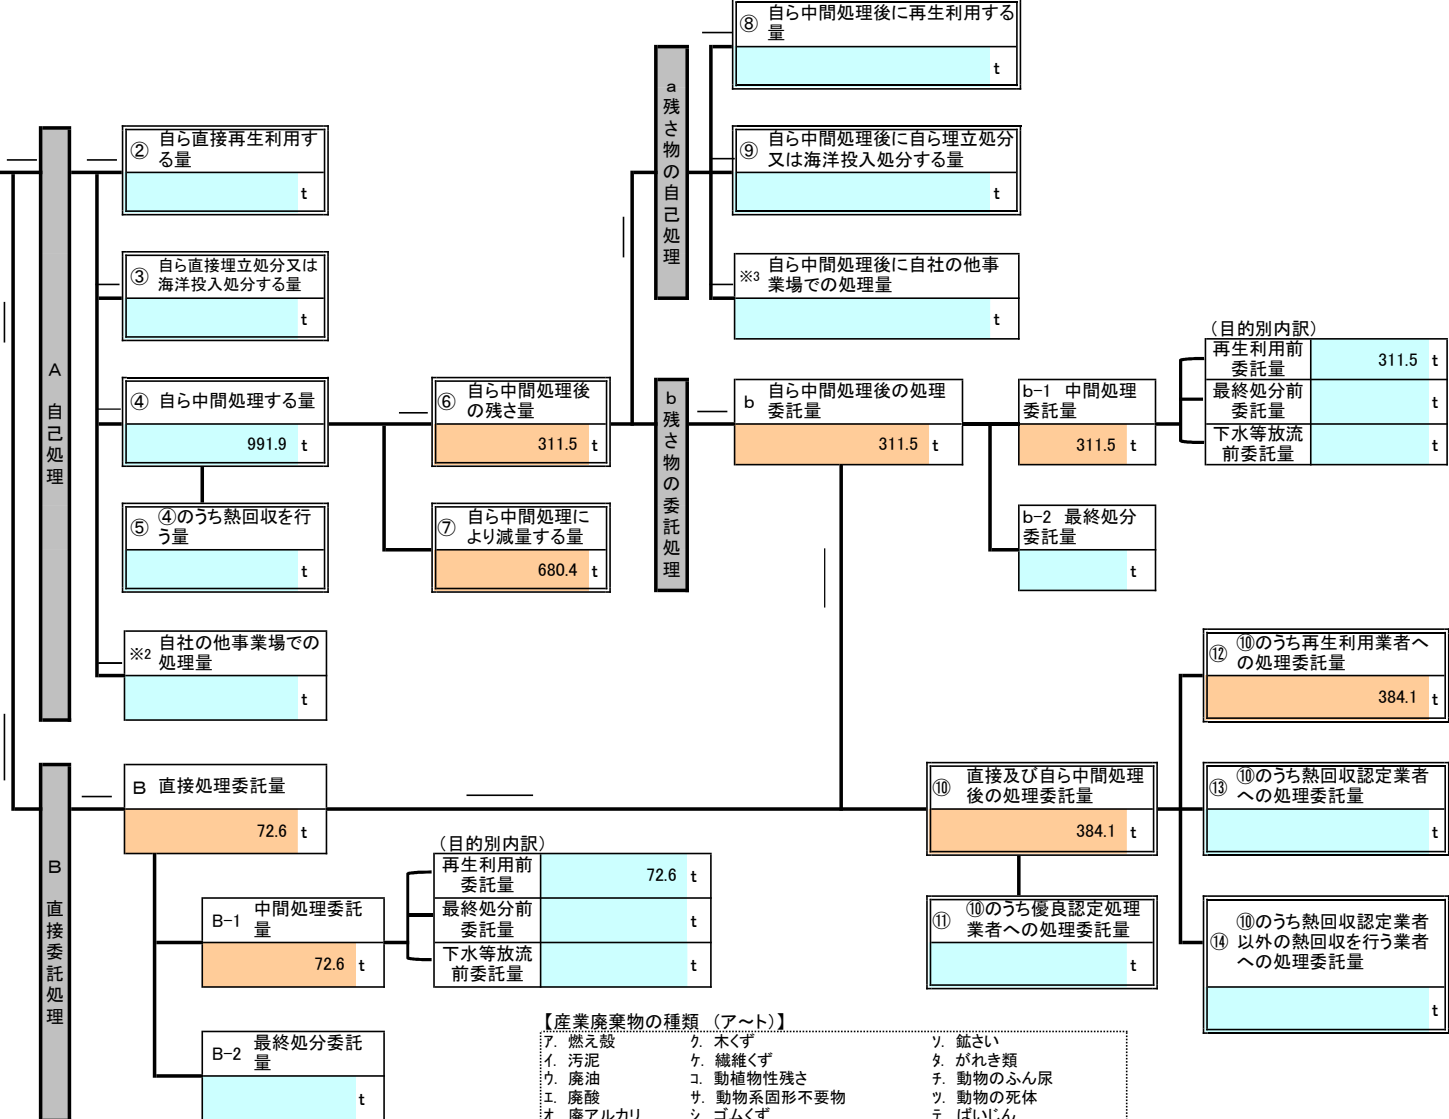 ⑧ 自ら中間処理後に再生利用する
量
t
a 残さ物の自己処理
② 自ら直接再生利用す
る量
t
⑨ 自ら中間処理後に自ら埋立処分
又は海洋投入処分する量
t
③ 自ら直接埋立処分又は
海洋投入処分する量
t
※3 自ら中間処理後に自社の他事
業場での処理量
t
A 自己処理
④ 自ら中間処理する量
991.9 t
⑥ 自ら中間処理後
の残さ量
311.5 t
b 残さ物の委託処理
b 自ら中間処理後の処理
委託量
311.5 t
b-1 中間処理
委託量
311.5 t
(目的別内訳)
再生利用前
委託量
311.5 t
最終処分前
委託量
t
下水等放流
前委託量
t
⑤ ④のうち熱回収を行
う量
t
⑦ 自ら中間処理に
より減量する量
680.4 t
b-2 最終処分
委託量
t
※2 自社の他事業場での
処理量
t
⑫ ⑩のうち再生利用業者へ
の処理委託量
384.1 t
B 直接委託処理
B 直接処理委託量
72.6 t
⑩ 直接及び自ら中間処理
後の処理委託量
384.1 t
⑬ ⑩のうち熱回収認定業者
への処理委託量
t
B-1 中間処理委託
量
72.6 t
(目的別内訳)
再生利用前
委託量
72.6 t
最終処分前
委託量
t
下水等放流
前委託量
t
⑪ ⑩のうち優良認定処理
業者への処理委託量
t
⑭ ⑩のうち熱回収認定業者
以外の熱回収を行う業者
への処理委託量
t
B-2 最終処分委託
量
t
【産業廃棄物の種類 (ア~ト)】
ア. 燃え殻 ク. 木くず ソ. 鉱さい
イ. 汚泥 ケ. 繊維くず タ. がれき類
ウ. 廃油 コ. 動植物性残さ チ. 動物のふん尿
エ. 廃酸 サ. 動物系固形不要物 ツ. 動物の死体
オ. 廃アルカリ シ. ゴムくず テ. ばいじん